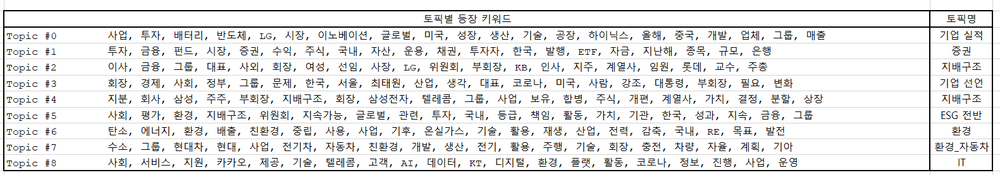 토픽별 등장 키워드 토픽명
Topic #0 사업, 투자, 배터리, 반도체, LG, 시장, 이노베이션, 글로벌, 미국, 성장, 생산, 기술, 공장, 하이닉스, 올해, 중국, 개발, 업체, 그룹, 매출 기업 실적
Topic #1 투자, 금융, 펀드, 시장, 증권, 수익, 주식, 국내, 자산, 운용, 채권, 투자자, 한국, 발행, ETF, 자금, 지난해, 종목, 규모, 은행 증권
Topic #2 이사, 금융, 그룹, 대표, 사외, 회장, 여성, 선임, 사장, LG, 위원회, 부회장, KB, 인사, 지주, 계열사, 임원, 롯데, 교수, 주총 지배구조
Topic #3 회장, 경제, 사회, 정부, 그룹, 문제, 한국, 서울, 최태원, 산업, 생각, 대표, 코로나, 미국, 사람, 강조, 대통령, 부회장, 필요, 변화 기업 선언
Topic #4 지분, 회사, 삼성, 주주, 부회장, 지배구조, 회장, 삼성전자, 텔레콤, 그룹, 사업, 보유, 합병, 주식, 개편, 계열사, 가치, 결정, 분할, 상장 지배구조
Topic #5 사회, 평가, 환경, 지배구조, 위원회, 지속가능, 글로벌, 관련, 투자, 국내, 등급, 책임, 활동, 가치, 기관, 한국, 성과, 지속, 금융, 그룹 ESG 전반
Topic #6 탄소, 에너지, 환경, 배출, 친환경, 중립, 사용, 사업, 기후, 온실가스, 기술, 활용, 재생, 산업, 전력, 감축, 국내, RE, 목표, 발전 환경
Topic #7 수소, 그룹, 현대차, 현대, 사업, 전기차, 자동차, 친환경, 개발, 생산, 전기, 활용, 주행, 기술, 회장, 충전, 차량, 자율, 계획, 기아 환경_자동차
Topic #8 사회, 서비스, 지원, 카카오, 제공, 기술, 텔레콤, 고객, AI, 데이터, KT, 디지털, 환경, 플랫, 활동, 코로나, 정보, 진행, 사업, 운영 IT